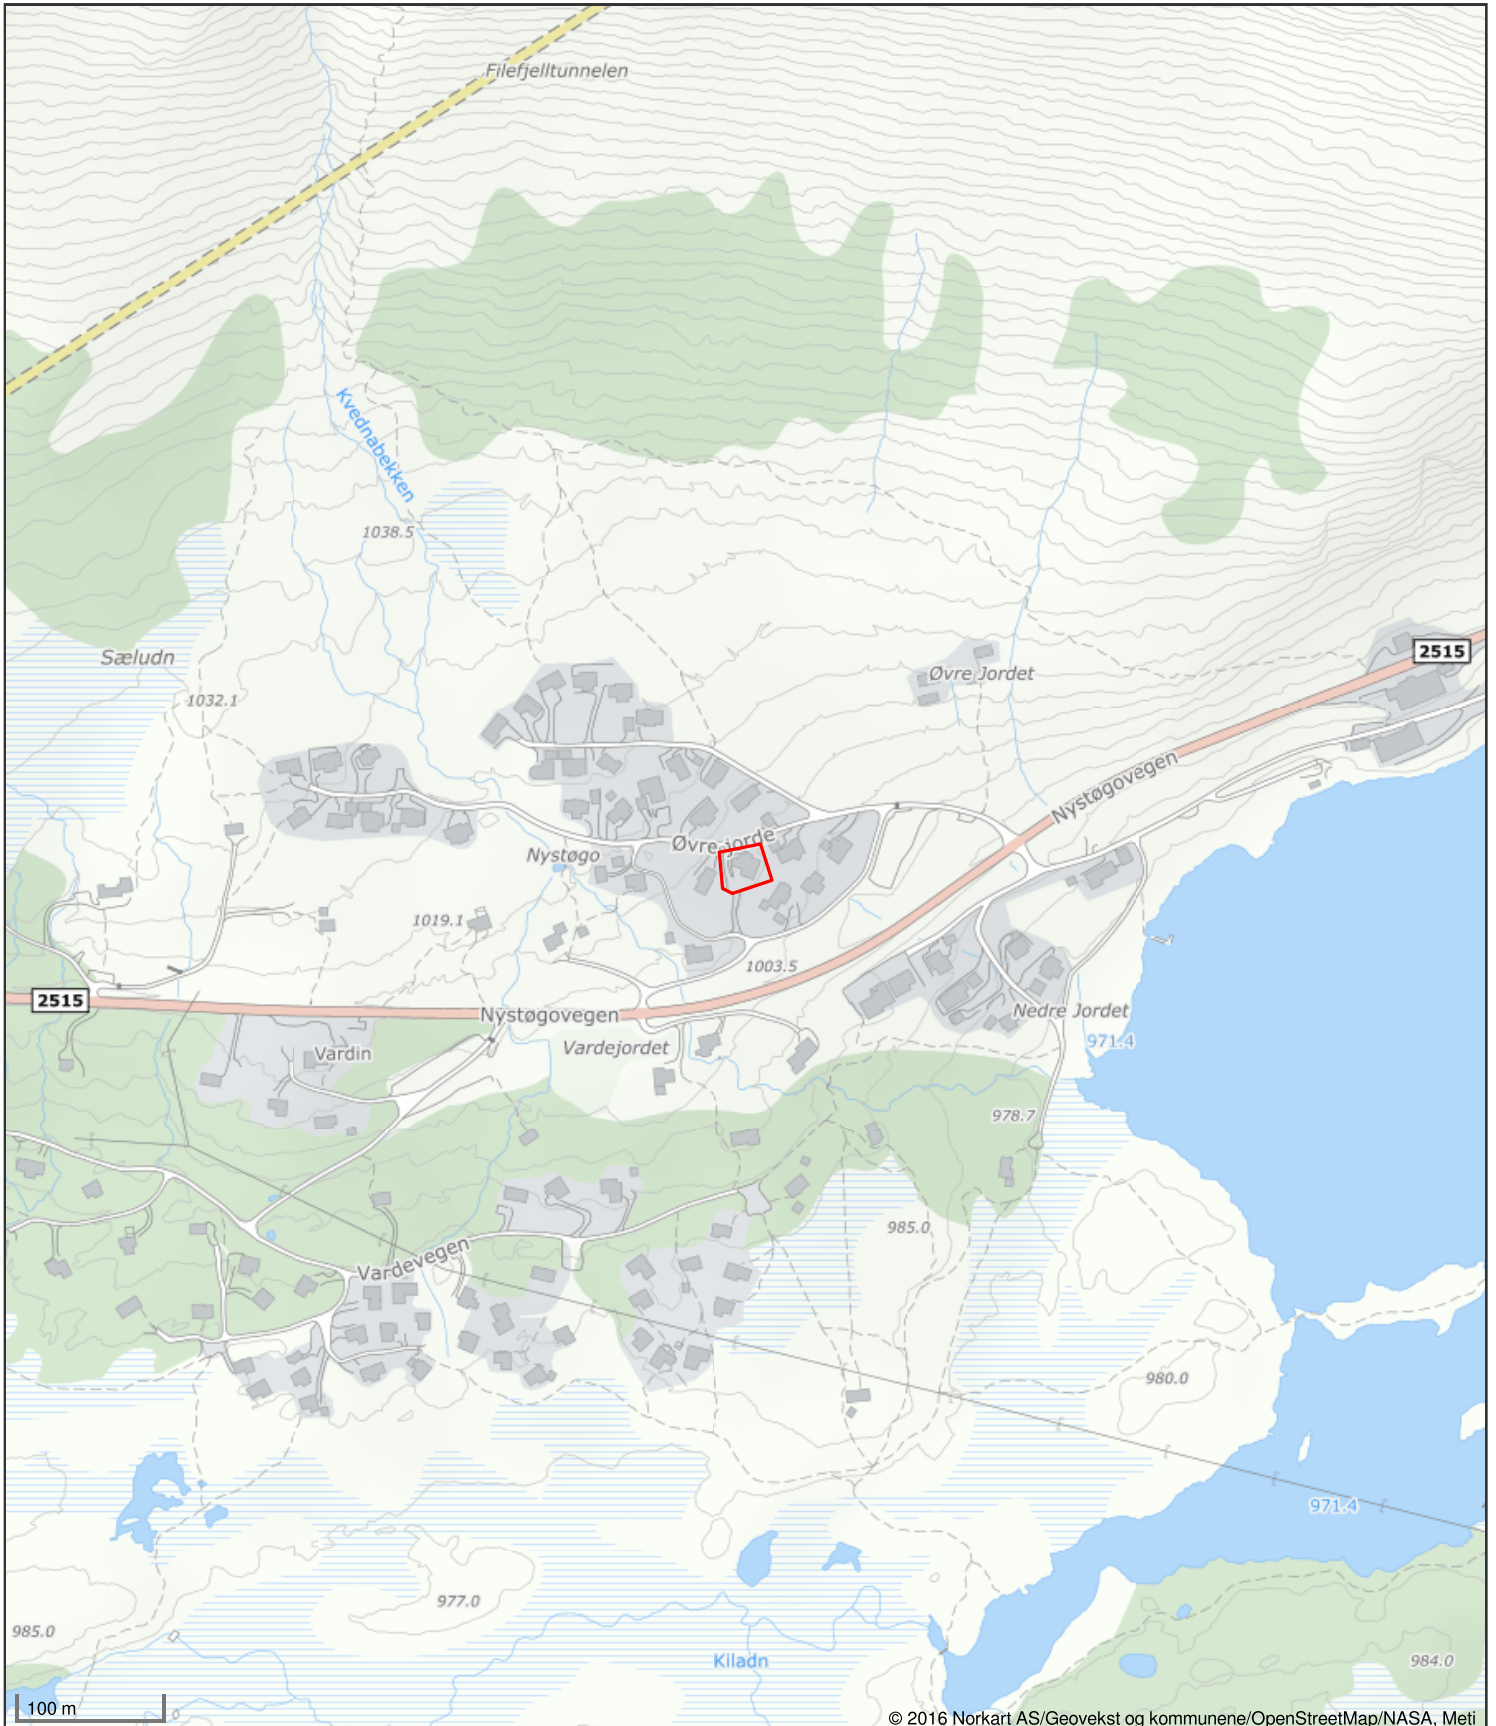 Filefjelltunnelen
Kvednabekken
1038.5
Sæludn
1032.1
Øvre Jordet
2515
Nystøgovegen
Øvre jorde
Nystøgo
1019.1
1003.5
2515
Nystøgovegen
Nedre Jordet
971.4
Vardin
Vardejordet
978.7
985.0
Vardevegen
980.0
971.4
977.0
985.0
Kiladn
984.0
100 m
© 2016 Norkart AS/Geovekst og kommunene/OpenStreetMap/NASA, Meti